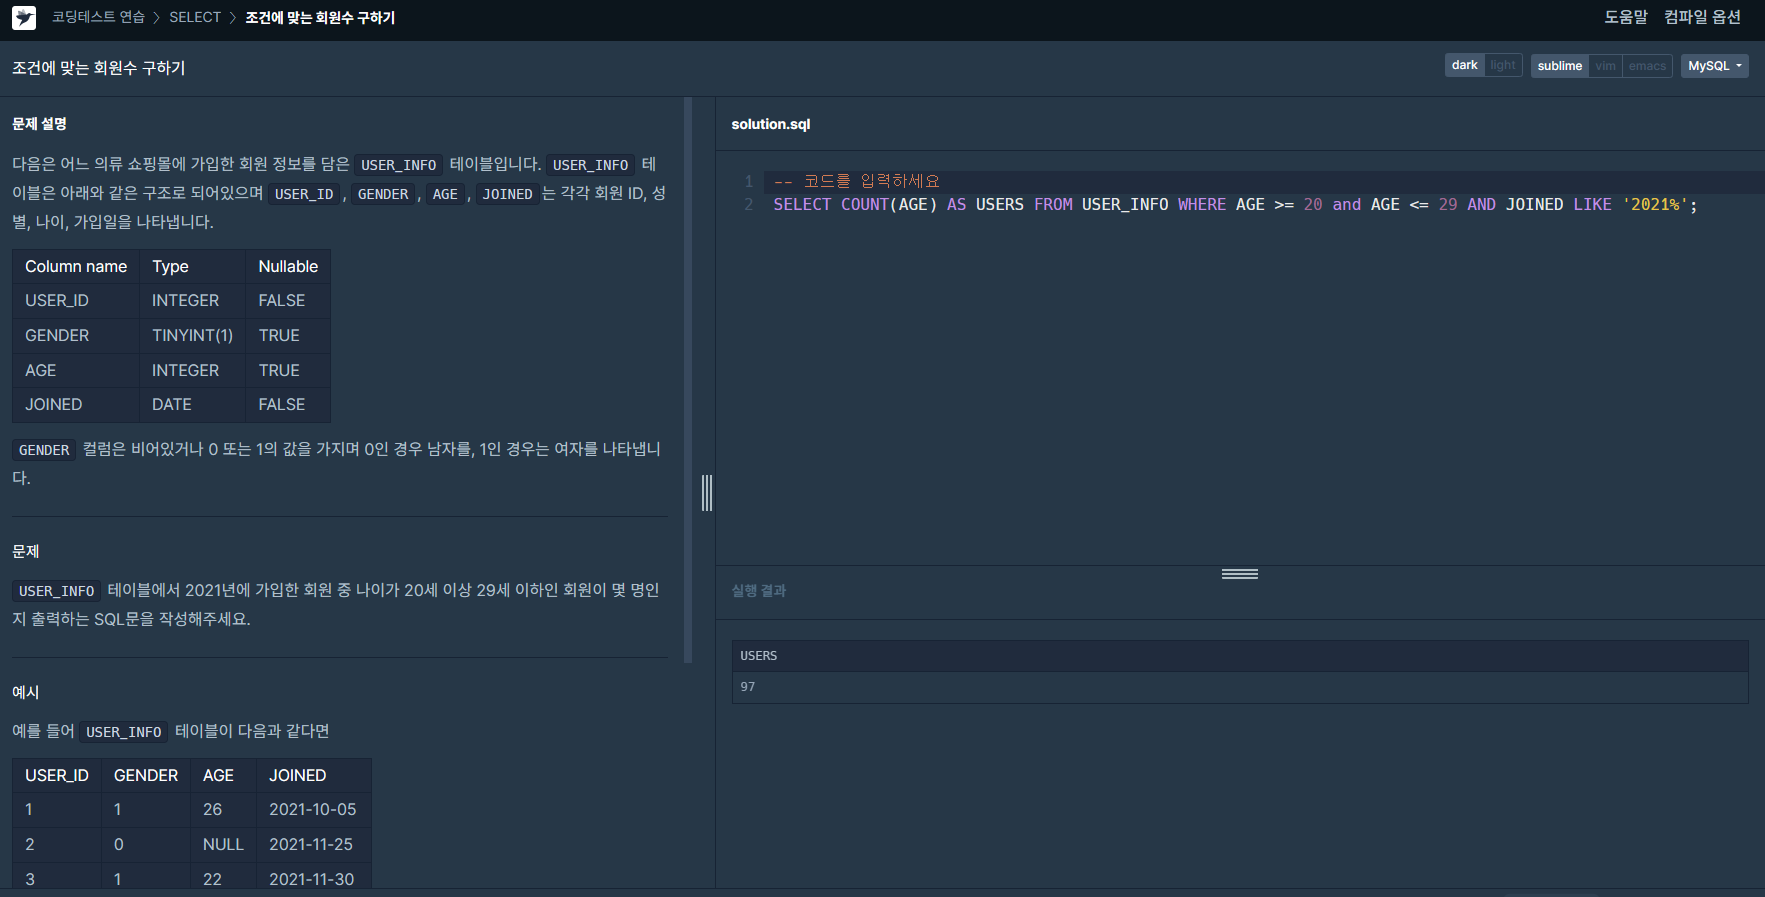 코딩테스트 연습 > SELECT > 조건에 맞는 회원수 구하기
도움말 컴파일 옵션
조건에 맞는 회원수 구하기
dark light sublime vim emacs MySQL
문제 설명
다음은 어느 의류 쇼핑몰에 가입한 회원 정보를 담은 USER_INFO 테이블입니다. USER_INFO 테
이블은 아래와 같은 구조로 되어있으며 USER_ID, GENDER, AGE, JOINED는 각각 회원 ID, 성
별, 나이, 가입일을 나타냅니다.
Column name Type Nullable
USER_ID INTEGER FALSE
GENDER TINYINT(1) TRUE
AGE INTEGER TRUE
JOINED DATE FALSE
GENDER 컬럼은 비어있거나 0 또는 1의 값을 가지며 0인 경우 남자를, 1인 경우는 여자를 나타냅니
다.
문제
USER_INFO 테이블에서 2021년에 가입한 회원 중 나이가 20세 이상 29세 이하인 회원이 몇 명인
지 출력하는 SQL문을 작성해주세요.
예시
예를 들어 USER_INFO 테이블이 다음과 같다면
USER_ID GENDER AGE JOINED
1 1 26 2021-10-05
2 0 NULL 2021-11-25
3 1 22 2021-11-30
solution.sql
1 -- 코드를 입력하세요
2 SELECT COUNT(AGE) AS USERS FROM USER_INFO WHERE AGE >= 20 and AGE <= 29 AND JOINED LIKE '2021%';
실행 결과
USERS
97